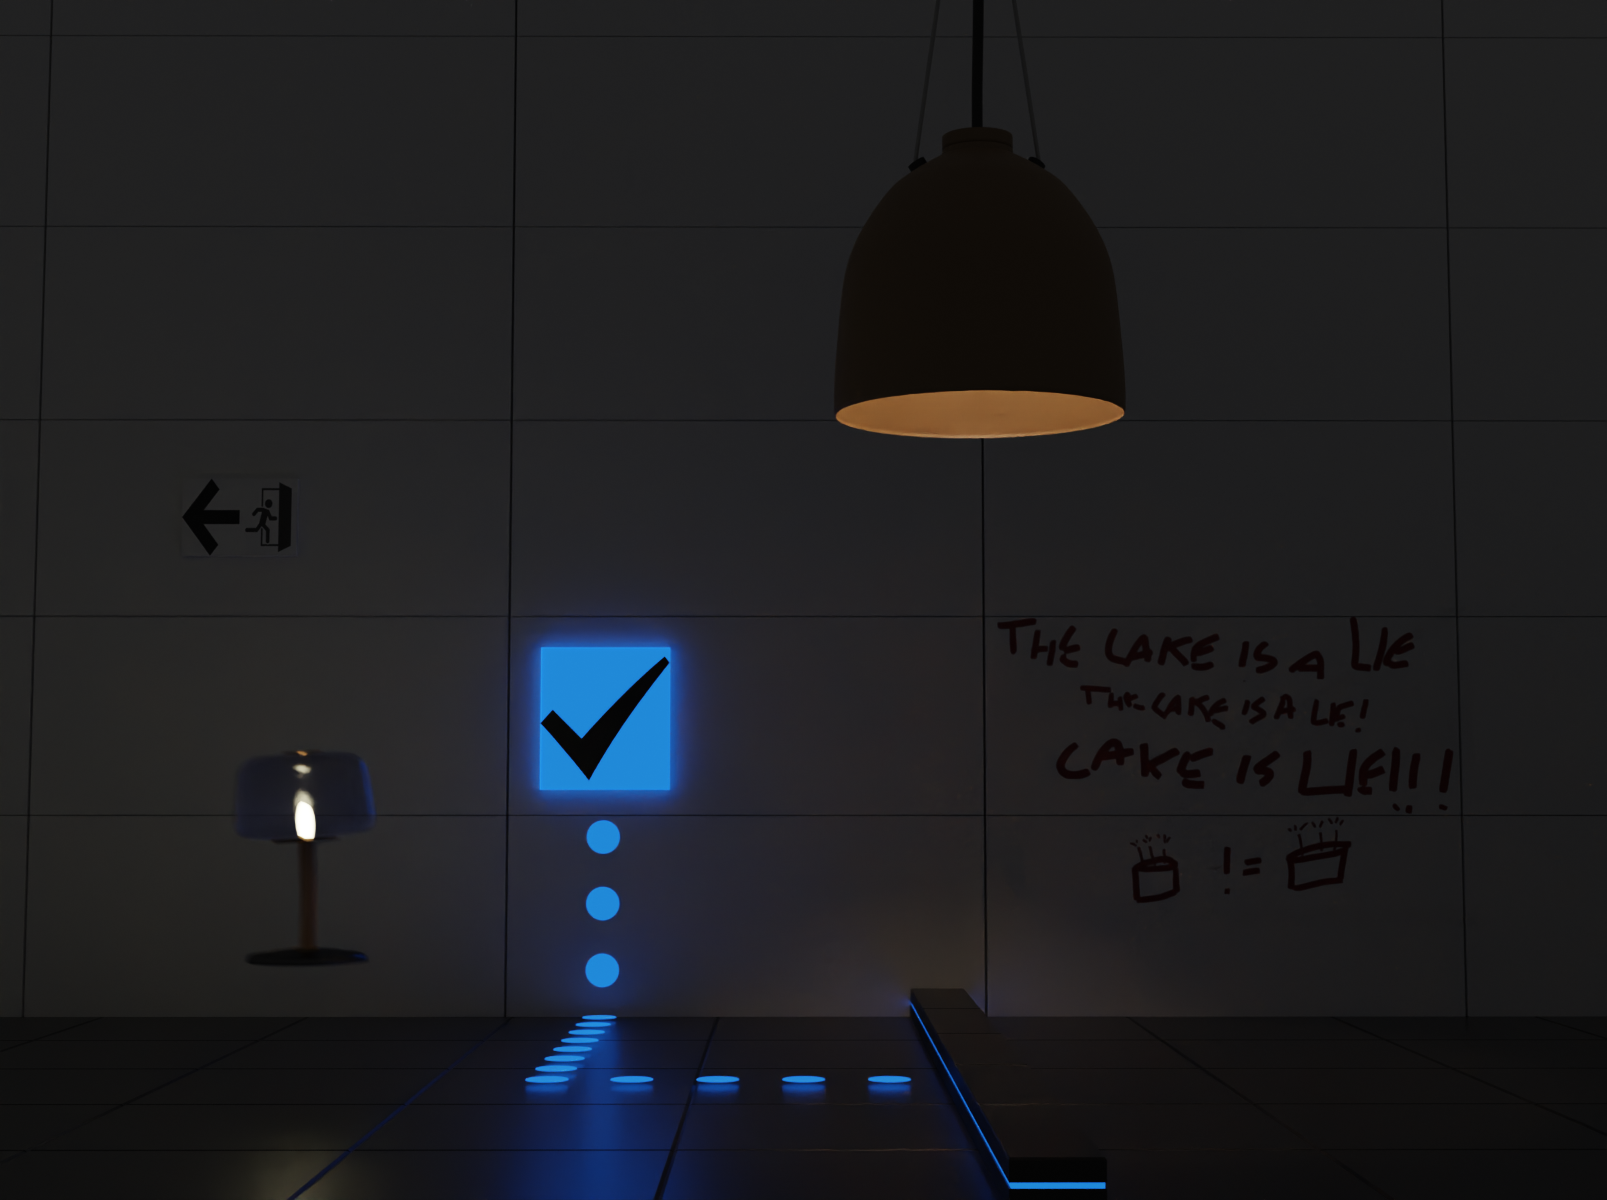 THE CAKE IS A LIE
THE CAKE IS A LIE!
CAKE IS LIE!!!
!=